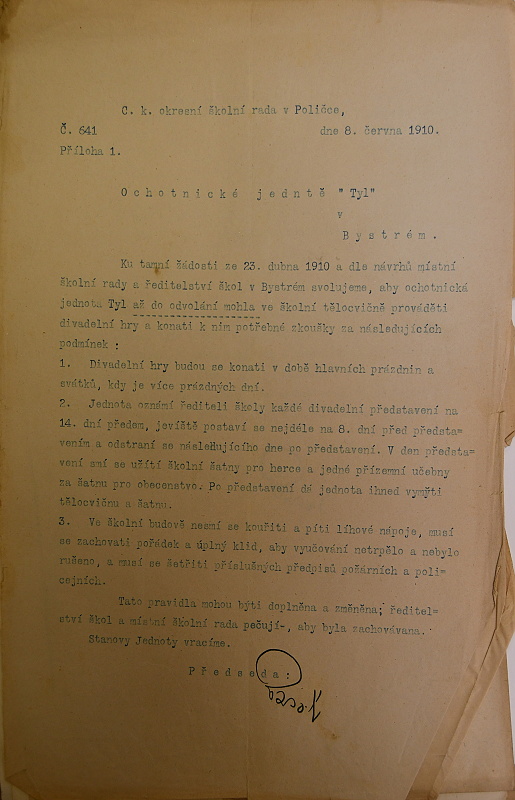 C. k. okresní školní rada v Poličce,
Č. 641 dne 8. června 1910.
Příloha 1.
Ochotnické jedntě "Tyl"
v
Bystrém.
Ku tamní žádosti ze 23. dubna 1910 a dle návrhů místní
školní rady a ředitelství škol v Bystrém svolujeme, aby ochotnická
jednota Tyl až do odvolání mohla ve školní tělocvičně prováděti
divadelní hry a konati k nim potřebné zkoušky za následujících
podmínek :
1. Divadelní hry buďou se konati v době hlavních prázdnin a
svátků, kdy je více prázdných dní.
2. Jednota oznámí řediteli školy každé divadelní představení na
14. dní předem, jeviště postaví se nejdéle na 8. dní před předsta=
vením a odstraní se následujícího dne po představení. V den předsta=
vení smí se užíti školní šatny pro herce a jedné přízemní učebny
za šatnu pro obecenstvo. Po představení dá jednota ihned vymýti
tělocvičnu a šatnu.
3. Ve školní budově nesmí se kouřiti a píti líhové nápoje, musí
se zachovati pořádek a úplný klid, aby vyučování netrpělo a nebylo
rušeno, a musí se šetřiti příslušných předpisů požárních a poli=
cejních.
Tato pravidla mohou býti doplněna a změněna; ředitel=
ství škol a místní školní rada pečují-, aby byla zachovávana.
Stanovy Jednoty vracíme.
Předseda: